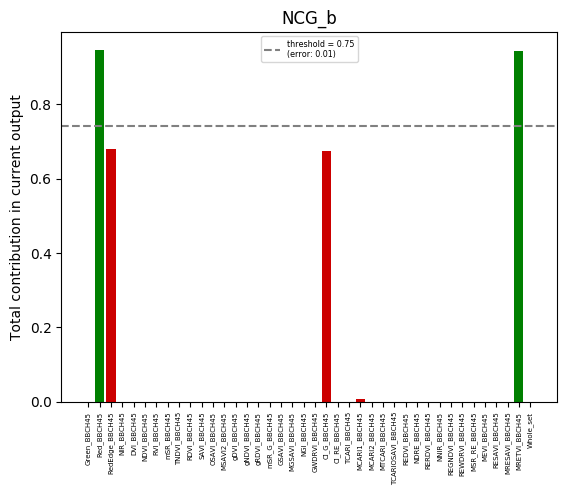 NCG_b
threshold = 0.75
(error: 0.01)
Total contribution in current output
0.8
0.6
0.4
0.2
0.0
Green_BBCH45
Red_BBCH45
RedEdge_BBCH45
NIR_BBCH45
DVI_BBCH45
NDVI_BBCH45
RVI_BBCH45
mSR_BBCH45
TNDVI_BBCH45
RDVI_BBCH45
SAVI_BBCH45
OSAVI_BBCH45
MSAVI2_BBCH45
gDVI_BBCH45
gNDVI_BBCH45
gRDVI_BBCH45
mSR_G_BBCH45
GSAVI_BBCH45
MGSAVI_BBCH45
NGI_BBCH45
GWDRVI_BBCH45
CI_G_BBCH45
CI_RE_BBCH45
TCARI_BBCH45
MCARI1_BBCH45
MCARI2_BBCH45
MTCARI_BBCH45
TCARIOSAVI_BBCH45
REDVI_BBCH45
NDRE_BBCH45
RERDVI_BBCH45
NNIR_BBCH45
REGNDVI_BBCH45
REWDRVI_BBCH45
MSR_RE_BBCH45
MEVI_BBCH45
RESAVI_BBCH45
MRESAVI_BBCH45
MRETVI_BBCH45
whole_set